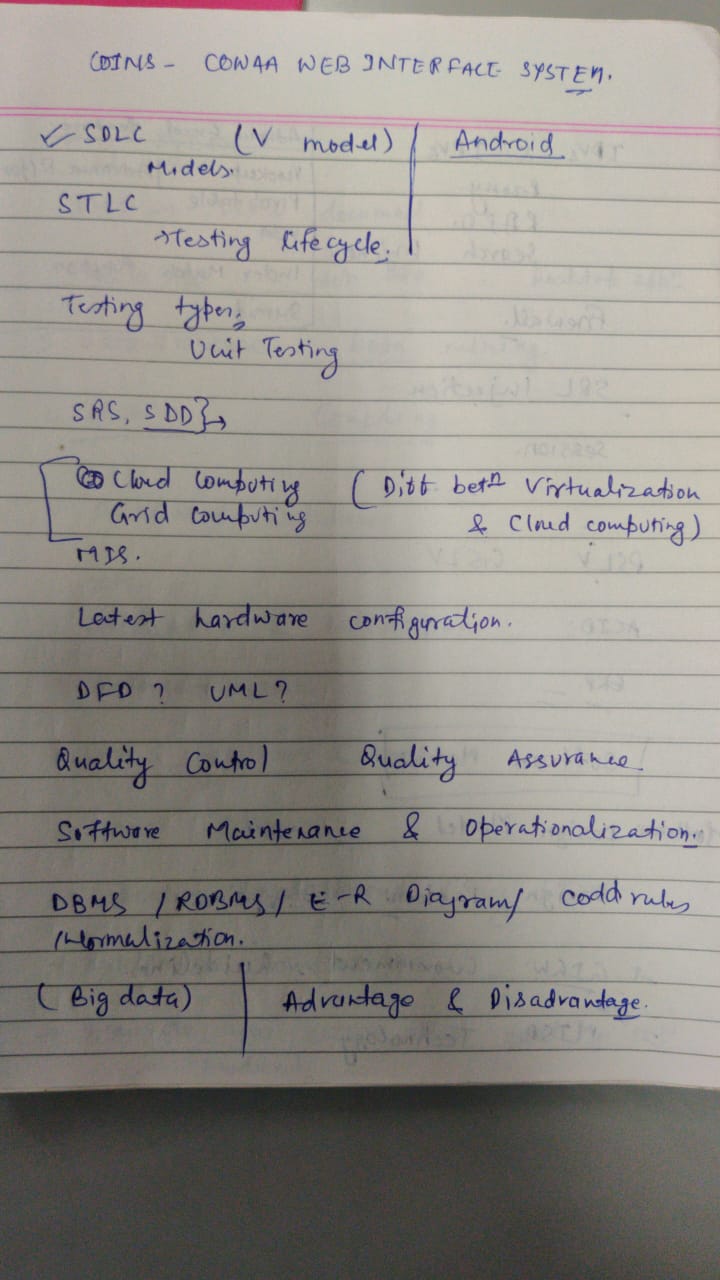 COINS - CONAA WEB INTERFACE SYSTEM.
✓ SDLC (V model) | Android
Models.
STLC
→Testing Lifecycle.
Testing types;
Unit Testing
SRS, SDD}→
Cloud Computing ( Diff. betn Virtualization
Grid Computing & Cloud computing)
MIS.
Latest hardware configuration.
DFD ? UML ?
Quality Control Quality Assurance
Software Maintenance & Operationalization.
DBMS / RDBMS / E-R Diagram/ Codd rules
/Normalization.
( Big data) | Advantage & Disadvantage.